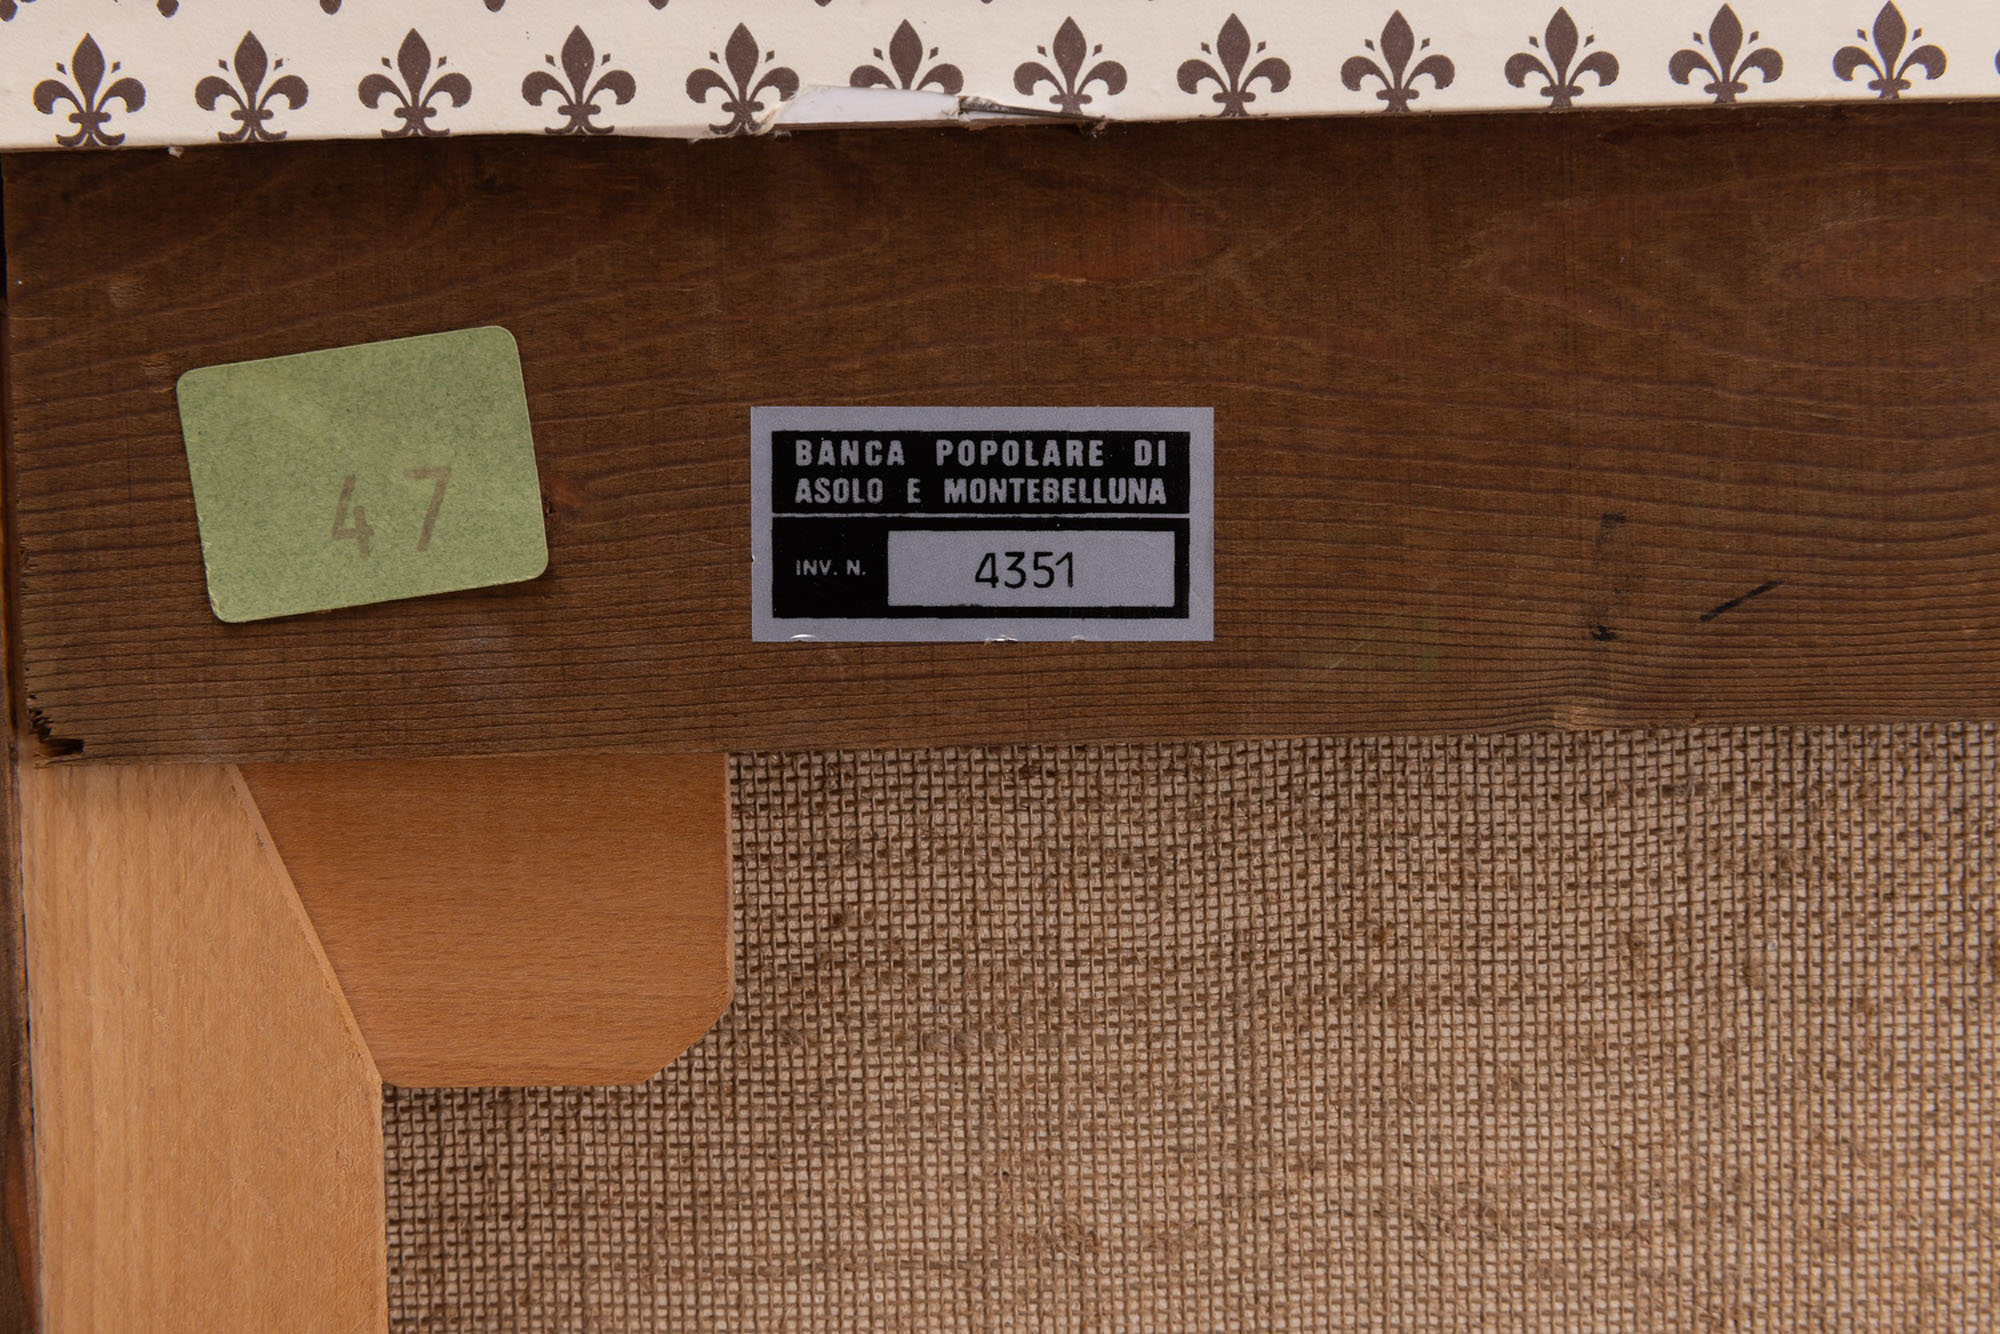 47
BANCA POPOLARE DI
ASOLO E MONTEBELLUNA
INV. N. 4351